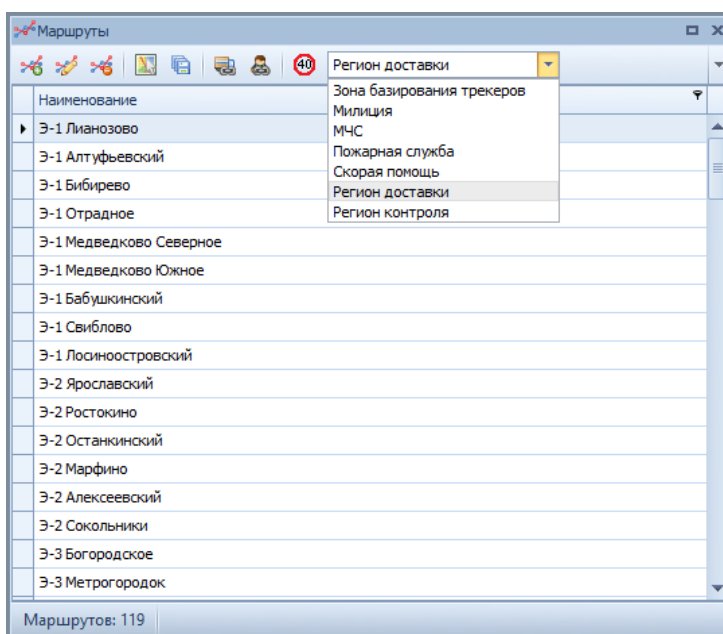 Маршруты
40 Регион доставки
Наименование
Зона базирования трекеров
Милиция
МЧС
Пожарная служба
Скорая помощь
Регион доставки
Регион контроля
Э-1 Лианозово
Э-1 Алтуфьевский
Э-1 Бибирево
Э-1 Отрадное
Э-1 Медведково Северное
Э-1 Медведково Южное
Э-1 Бабушкинский
Э-1 Свиблово
Э-1 Лосиноостровский
Э-2 Ярославский
Э-2 Ростокино
Э-2 Останкинский
Э-2 Марфино
Э-2 Алексеевский
Э-2 Сокольники
Э-3 Богородское
Э-3 Метрогородок
Маршрутов: 119